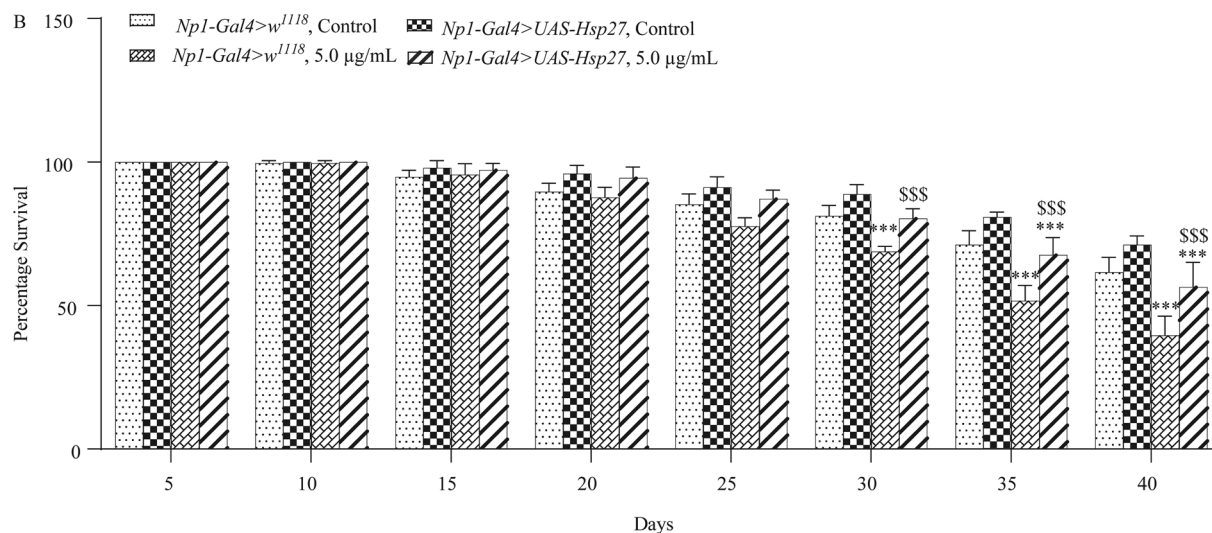 B
150
Np1-Gal4>w1118, Control
Np1-Gal4>UAS-Hsp27, Control
Np1-Gal4>w1118, 5.0 µg/mL
Np1-Gal4>UAS-Hsp27, 5.0 µg/mL
100
50
0
Percentage Survival
***
$$$
***
$$$
***
***
$$$
***
5
10
15
20
25
30
35
40
Days